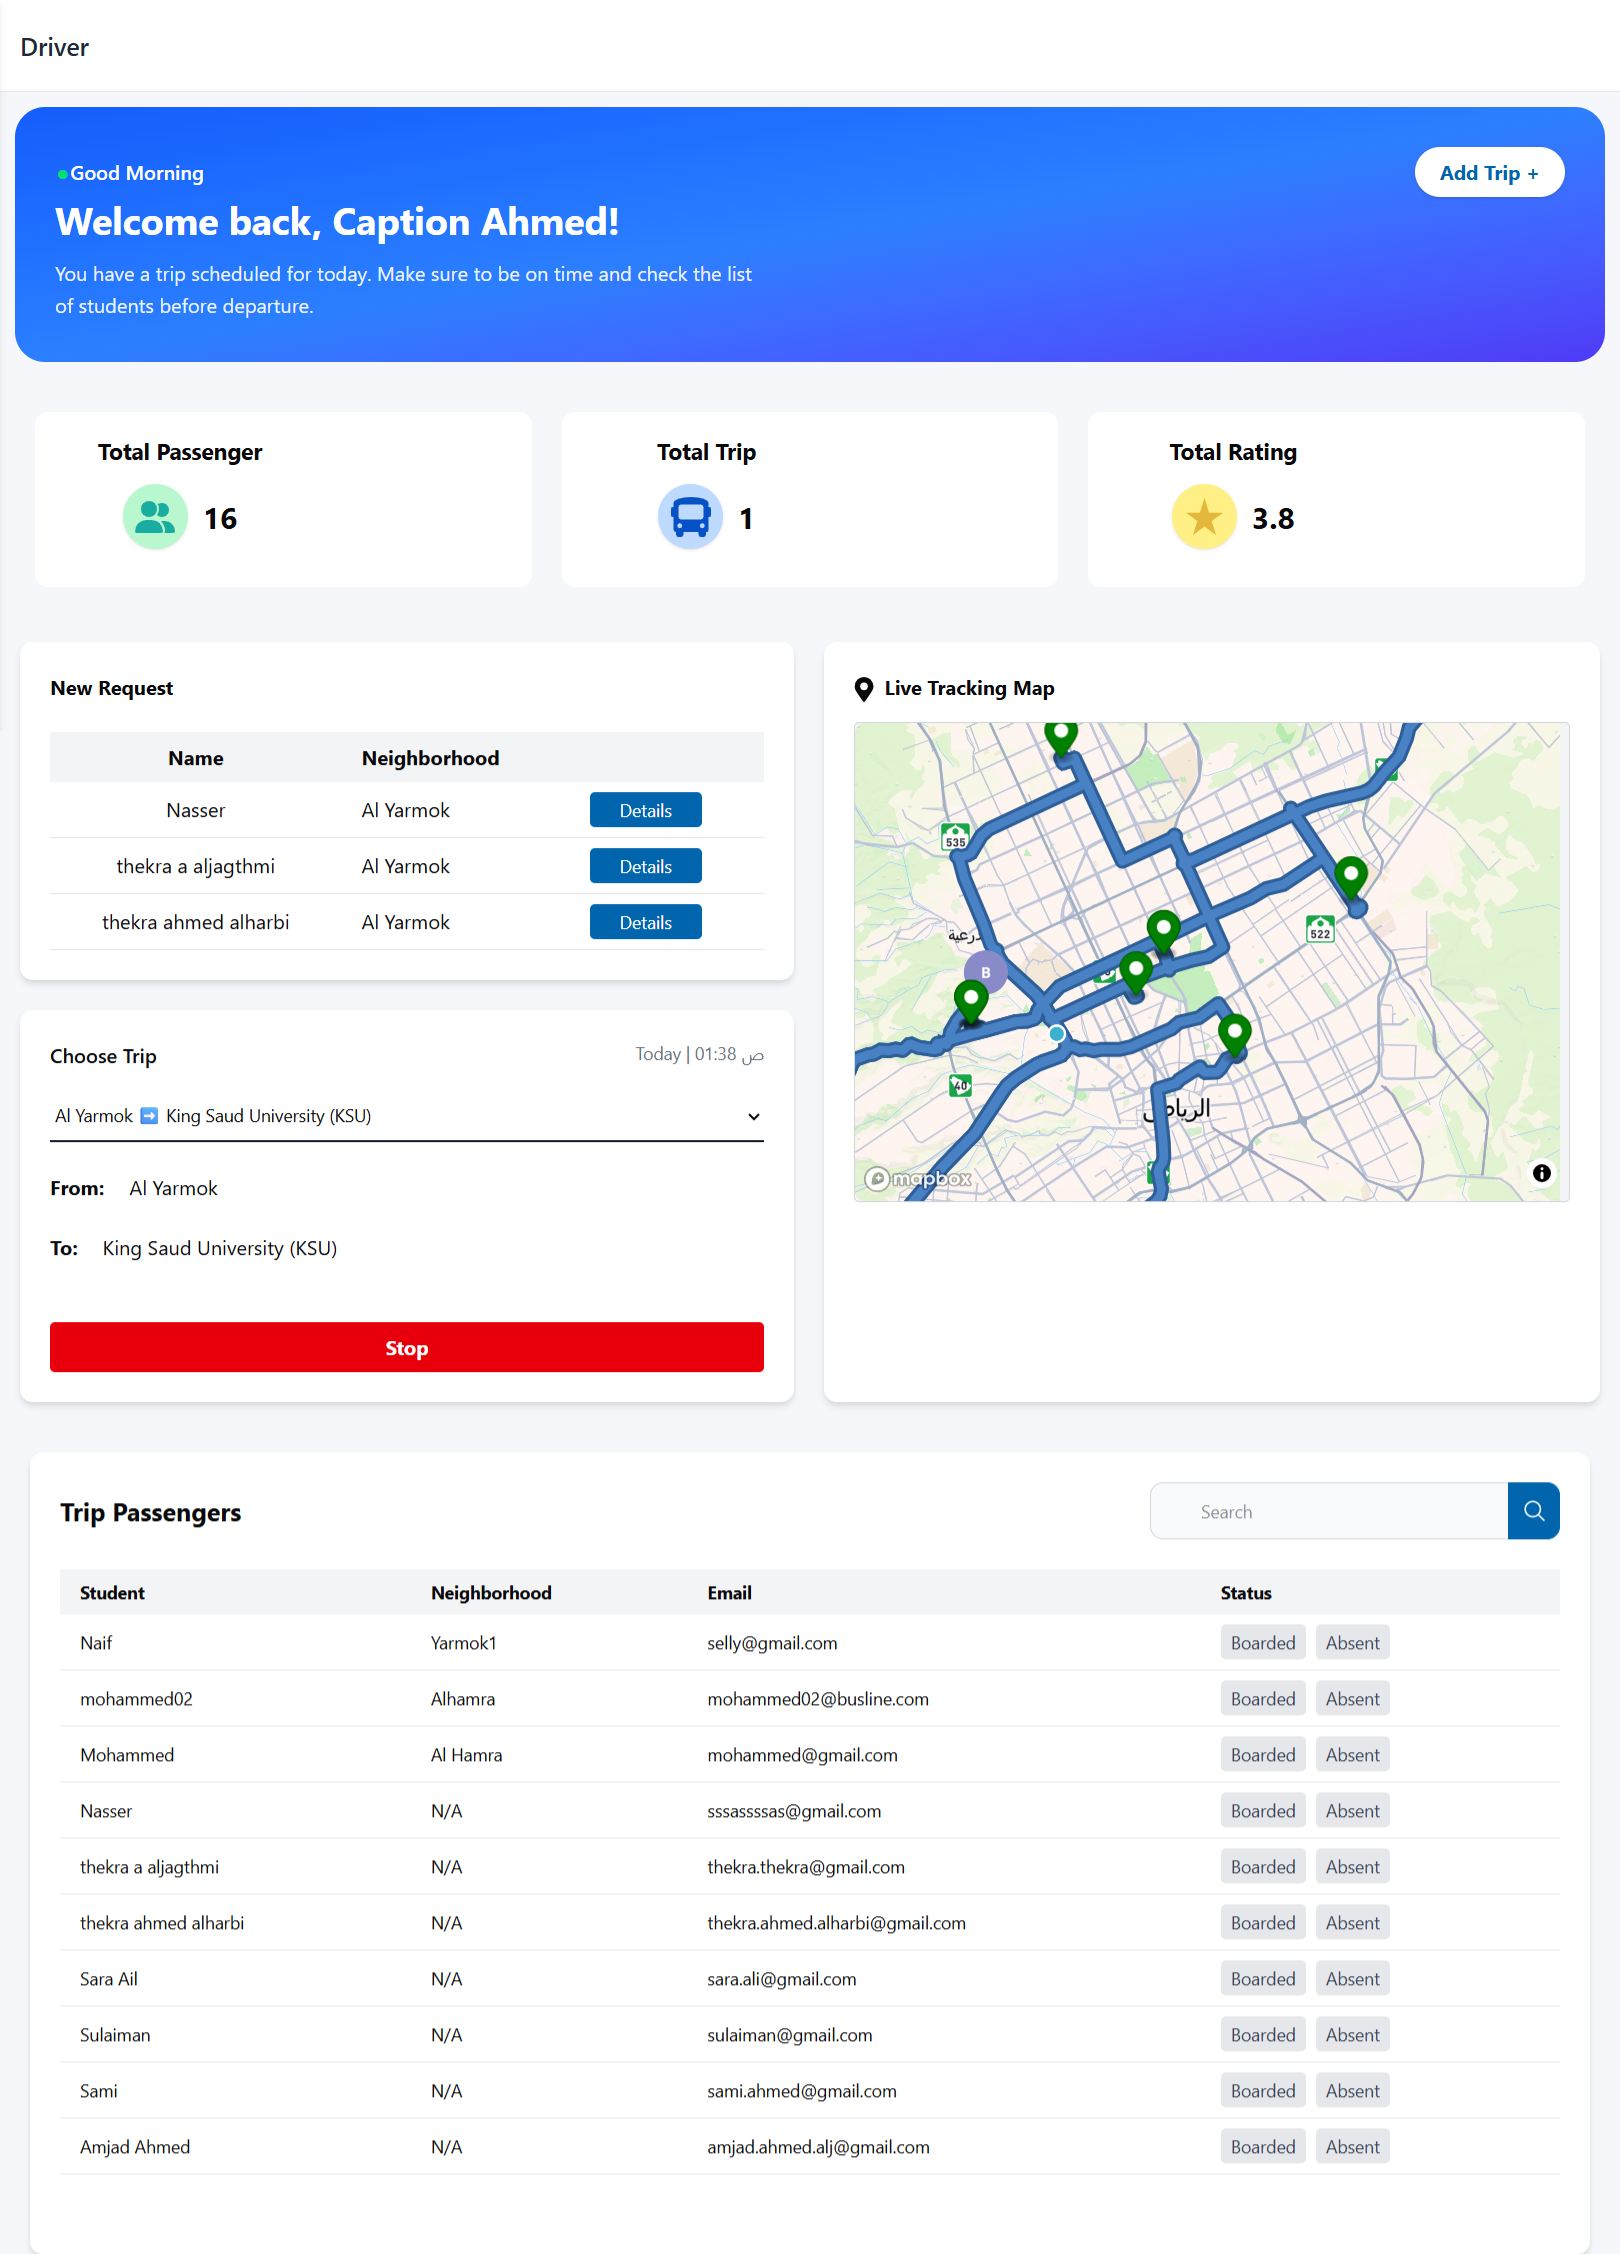 Driver
Good Morning
Add Trip +
Welcome back, Caption Ahmed!
You have a trip scheduled for today. Make sure to be on time and check the list
of students before departure.
Total Passenger
16
Total Trip
1
Total Rating
3.8
New Request
Name Neighborhood
Nasser Al Yarmok Details
thekra a aljagthmi Al Yarmok Details
thekra ahmed alharbi Al Yarmok Details
Choose Trip
Today | 01:38 ص
Al Yarmok ➡️ King Saud University (KSU)
From: Al Yarmok
To: King Saud University (KSU)
Stop
Live Tracking Map
535
522
درعية
B
40
الرياض
mapbox
Trip Passengers
Search
Student Neighborhood Email Status
Naif Yarmok1 selly@gmail.com Boarded Absent
mohammed02 Alhamra mohammed02@busline.com Boarded Absent
Mohammed Al Hamra mohammed@gmail.com Boarded Absent
Nasser N/A sssassssas@gmail.com Boarded Absent
thekra a aljagthmi N/A thekra.thekra@gmail.com Boarded Absent
thekra ahmed alharbi N/A thekra.ahmed.alharbi@gmail.com Boarded Absent
Sara Ail N/A sara.ali@gmail.com Boarded Absent
Sulaiman N/A sulaiman@gmail.com Boarded Absent
Sami N/A sami.ahmed@gmail.com Boarded Absent
Amjad Ahmed N/A amjad.ahmed.alj@gmail.com Boarded Absent